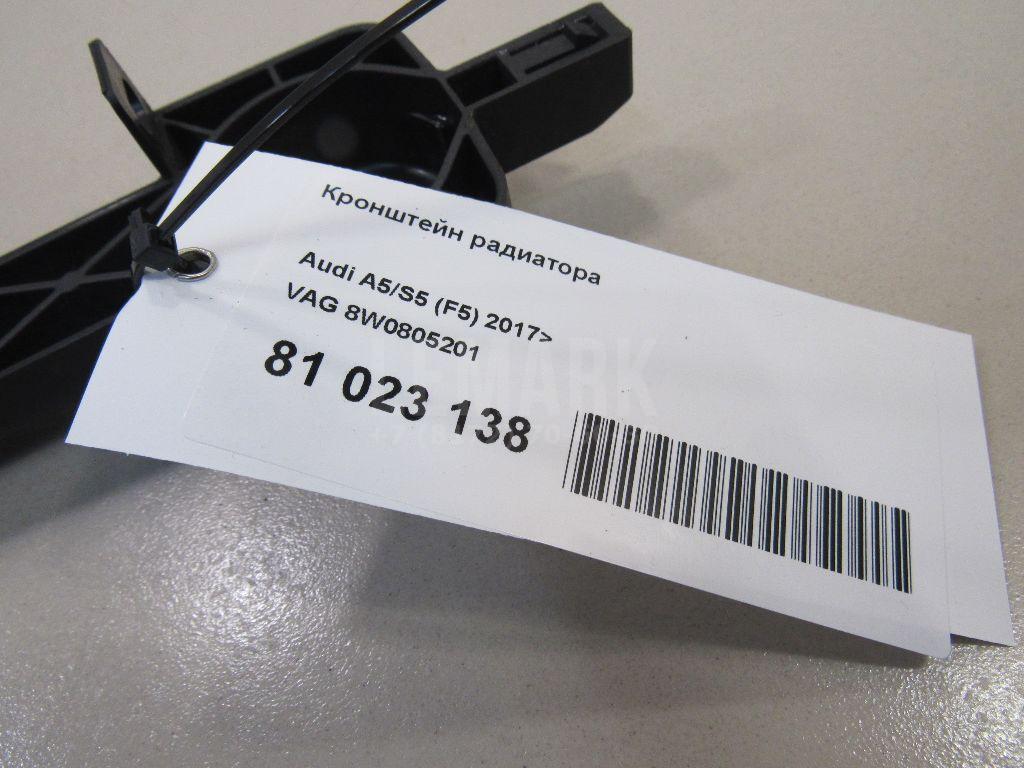 Кронштейн радиатора
Audi A5/S5 (F5) 2017>
VAG 8W0805201
81 023 138